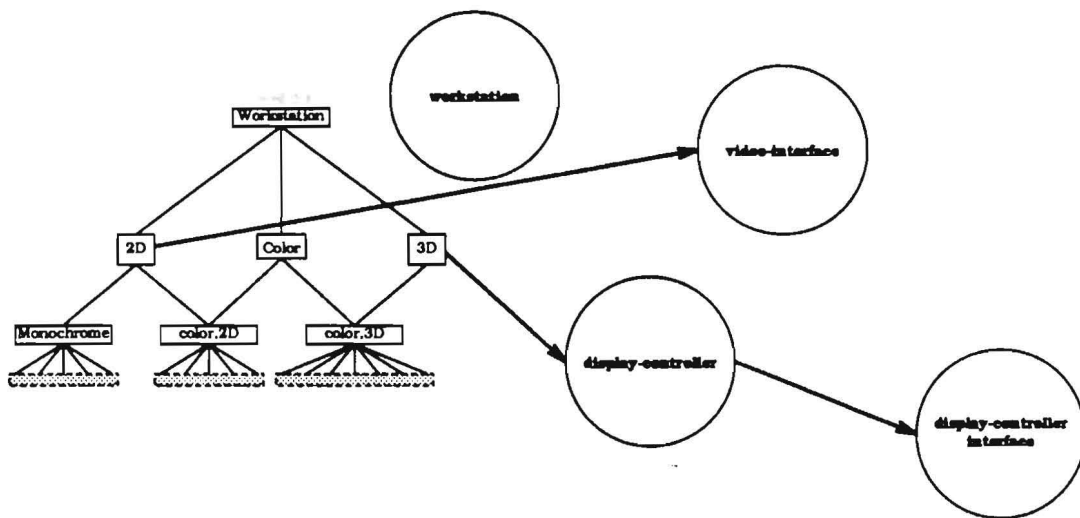 workstation
Workstation
video-interface
2D
Color
3D
Monochrome
color,2D
color,3D
display-controller
display-controller
interface